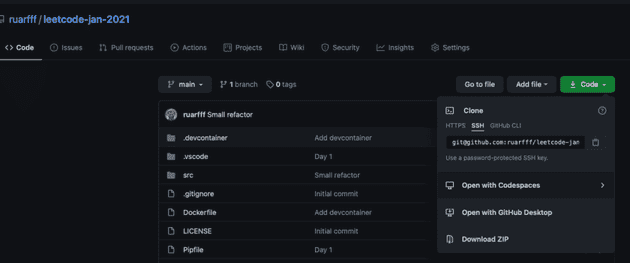 ruarfff / leetcode-jan-2021
Code Issues Pull requests Actions Projects Wiki Security Insights Settings
main 1 branch 0 tags Go to file Add file Code
ruarfff Small refactor
.devcontainer Add devcontainer
.vscode Day 1
src Small refactor
.gitignore Initial commit
Dockerfile Add devcontainer
LICENSE Initial commit
Pipfile Day 1
Clone
HTTPS SSH GitHub CLI
git@github.com:ruarfff/leetcode-jan
Use a password-protected SSH key.
Open with Codespaces
Open with GitHub Desktop
Download ZIP